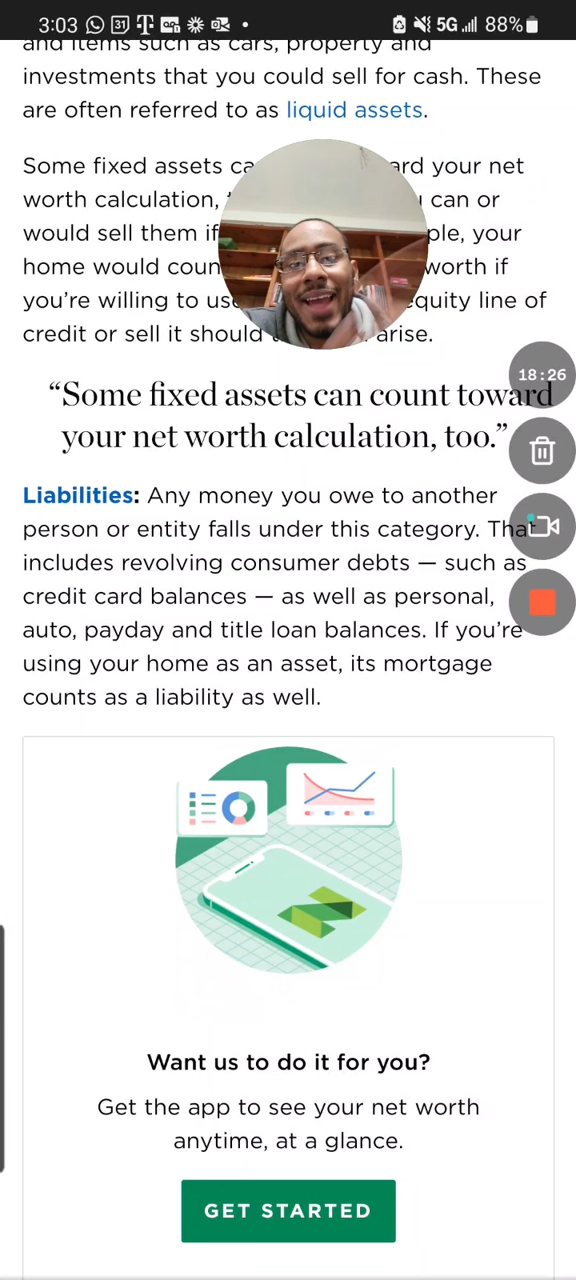 3:03 31 5G 88%
and items such as cars, property and
investments that you could sell for cash. These
are often referred to as liquid assets.
Some fixed assets ard your net
worth calculation, can or
would sell them if ple, your
home would worth if
you're willing to equity line of
credit or sell it should arise.
18:26
“Some fixed assets can count toward
your net worth calculation, too.”
Liabilities: Any money you owe to another
person or entity falls under this category. That
includes revolving consumer debts — such as
credit card balances — as well as personal,
auto, payday and title loan balances. If you're
using your home as an asset, its mortgage
counts as a liability as well.
Want us to do it for you?
Get the app to see your net worth
anytime, at a glance.
GET STARTED